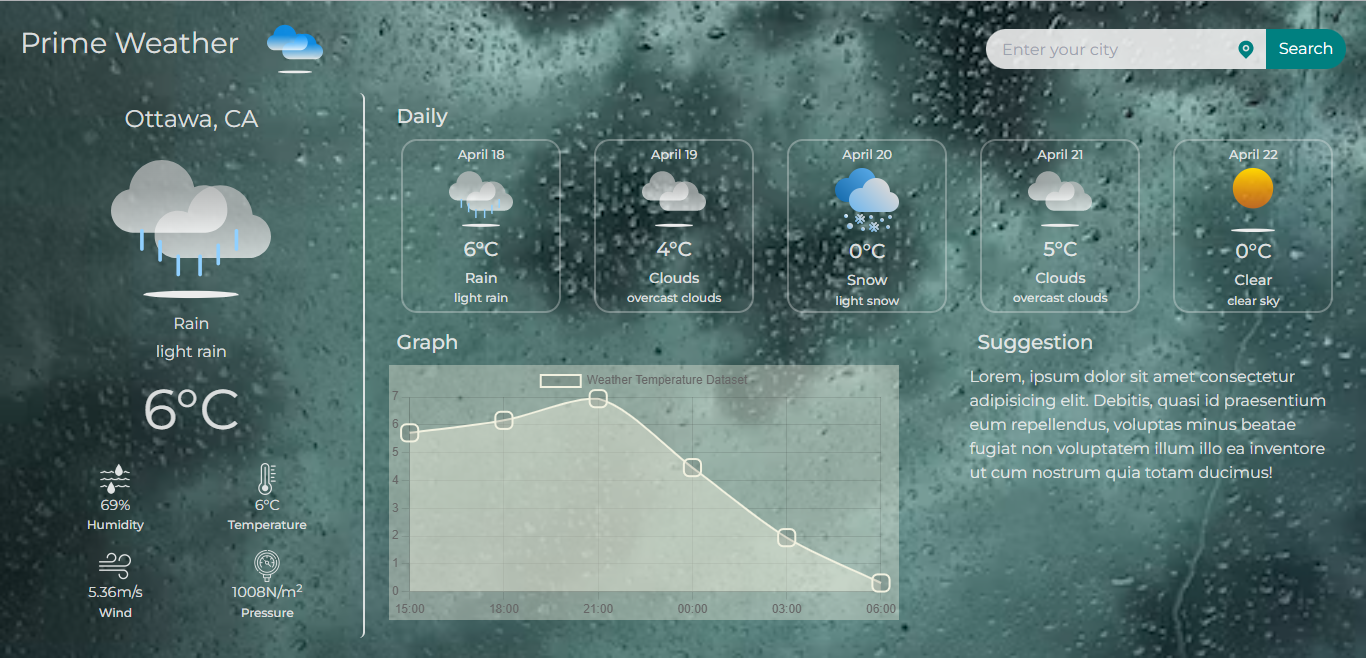 Prime Weather
Enter your city
Search
Ottawa, CA
Rain
light rain
6°C
69%
Humidity
6°C
Temperature
5.36m/s
Wind
1008N/m²
Pressure
Daily
April 18
6°C
Rain
light rain
April 19
4°C
Clouds
overcast clouds
April 20
0°C
Snow
light snow
April 21
5°C
Clouds
overcast clouds
April 22
0°C
Clear
clear sky
Graph
Weather Temperature Dataset
7
6
5
4
3
2
1
0
15:00 18:00 21:00 00:00 03:00 06:00
Suggestion
Lorem, ipsum dolor sit amet consectetur
adipisicing elit. Debitis, quasi id praesentium
eum repellendus, voluptas minus beatae
fugiat non voluptatem illum illo ea inventore
ut cum nostrum quia totam ducimus!